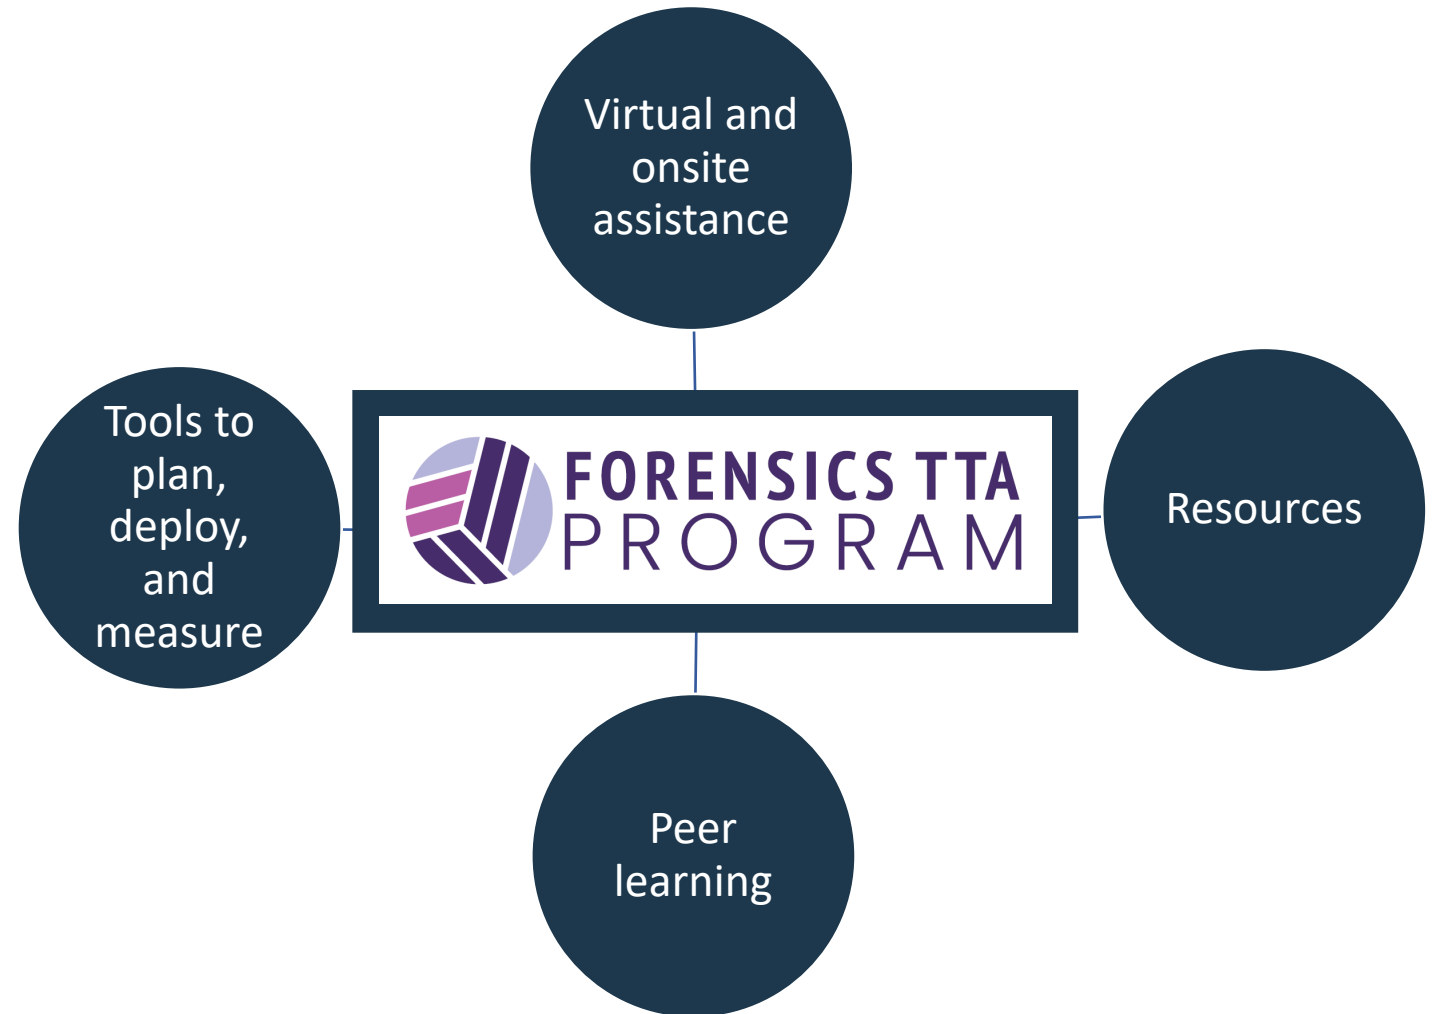 Virtual and
onsite
assistance
Tools to
plan,
deploy,
and
measure
FORENSICS TTA
PROGRAM
Resources
Peer
learning